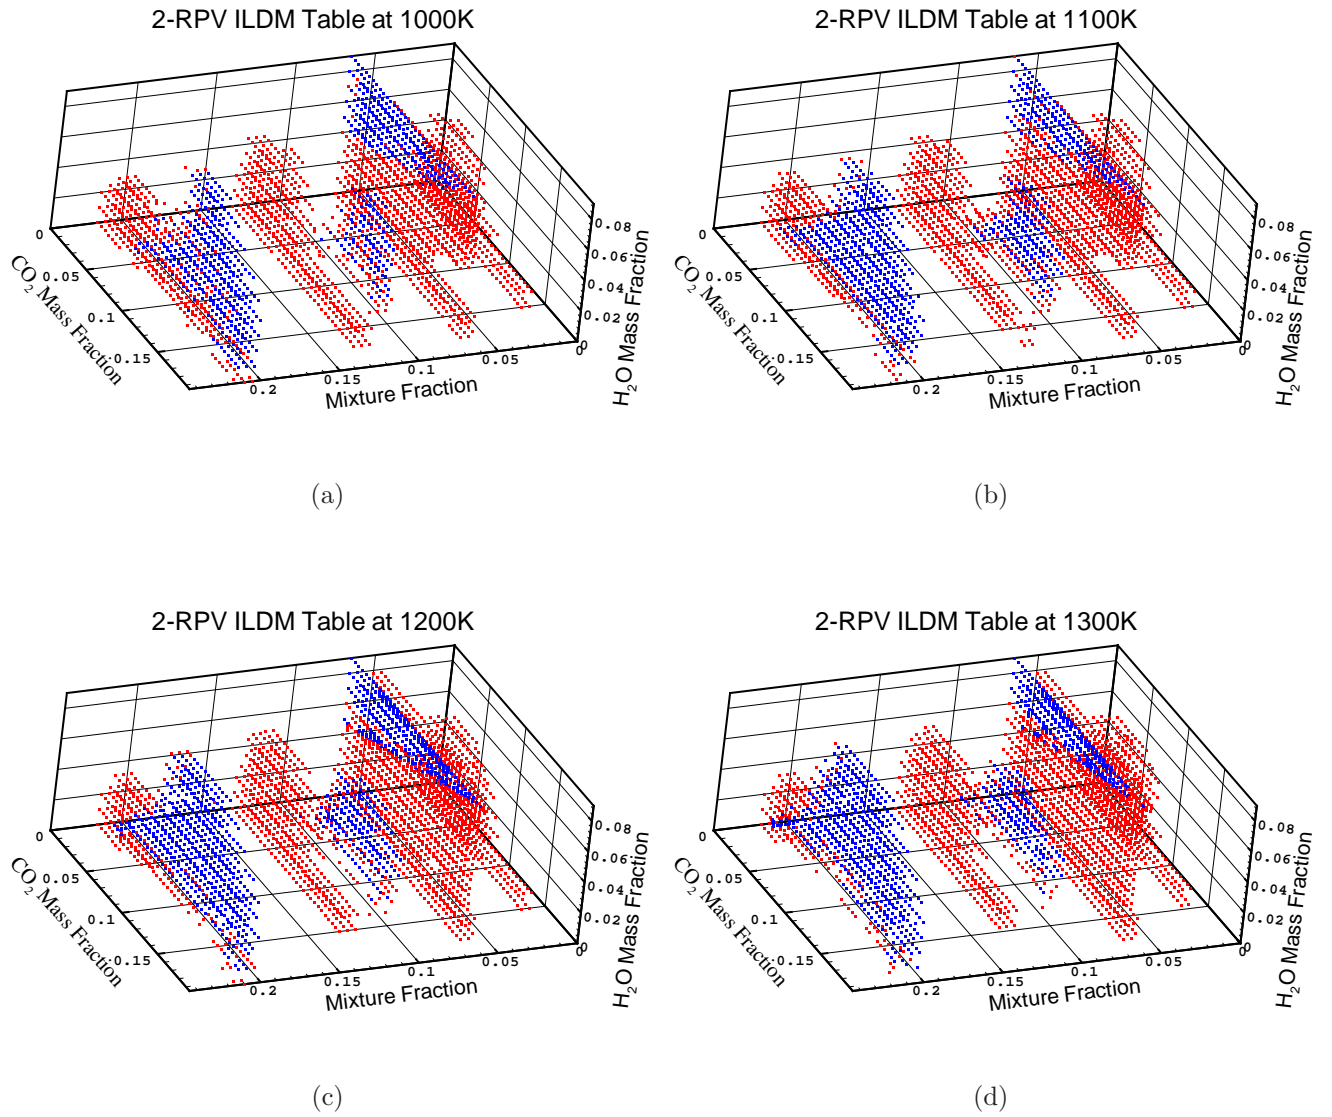 2-RPV ILDM Table at 1000K
0
0.05
0.1
0.15
CO2 Mass Fraction
0.2
0.15
0.1
0.05
0
Mixture Fraction
0.08
0.06
0.04
0.02
H2O Mass Fraction
(a)
2-RPV ILDM Table at 1100K
0
0.05
0.1
0.15
CO2 Mass Fraction
0.2
0.15
0.1
0.05
0
Mixture Fraction
0.08
0.06
0.04
0.02
0
H2O Mass Fraction
(b)
2-RPV ILDM Table at 1200K
0
0.05
0.1
0.15
CO2 Mass Fraction
0.2
0.15
0.1
0.05
0
Mixture Fraction
0.08
0.06
0.04
0.02
0
H2O Mass Fraction
(c)
2-RPV ILDM Table at 1300K
0
0.05
0.1
0.15
CO2 Mass Fraction
0.2
0.15
0.1
0.05
0
Mixture Fraction
0.08
0.06
0.04
0.02
0
H2O Mass Fraction
(d)